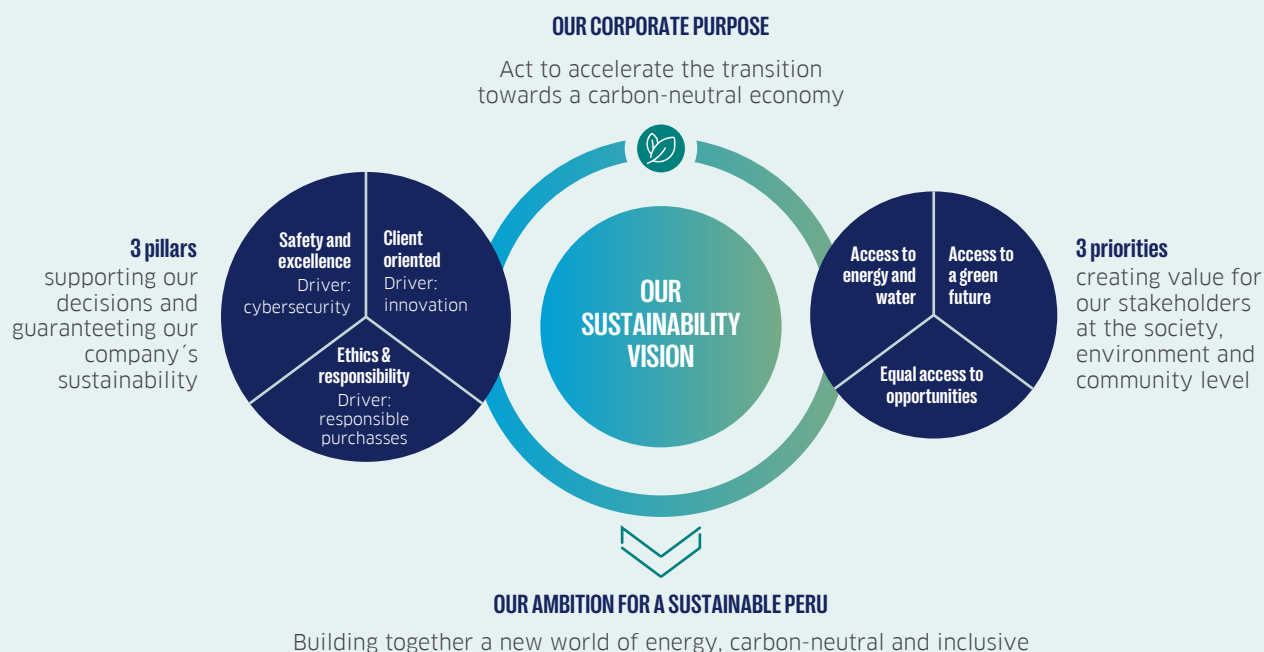 OUR CORPORATE PURPOSE
Act to accelerate the transition
towards a carbon-neutral economy
3 pillars
supporting our
decisions and
guaranteeting our
company´s
sustainability
Safety and
excellence
Driver:
cybersecurity
Client
oriented
Driver:
innovation
Ethics &
responsibility
Driver:
responsible
purchasses
OUR
SUSTAINABILITY
VISION
Access to
energy and
water
Access to
a green
future
Equal access to
opportunities
3 priorities
creating value for
our stakeholders
at the society,
environment and
community level
OUR AMBITION FOR A SUSTAINABLE PERU
Building together a new world of energy, carbon-neutral and inclusive